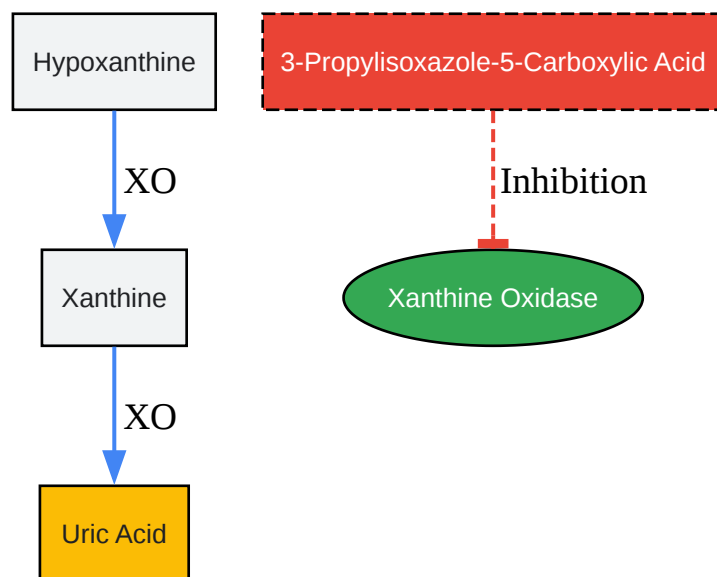 Hypoxanthine
3-Propylisoxazole-5-Carboxylic Acid
XO
Inhibition
Xanthine
Xanthine Oxidase
XO
Uric Acid